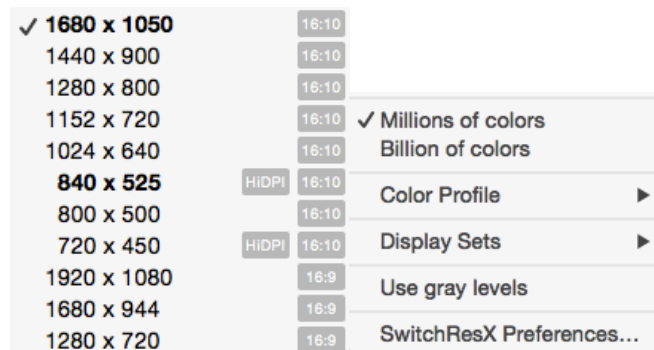 ✓ 1680 x 1050 16:10
1440 x 900 16:10
1280 x 800 16:10
1152 x 720 16:10
1024 x 640 16:10
840 x 525 HiDPI 16:10
800 x 500 16:10
720 x 450 HiDPI 16:10
1920 x 1080 16:9
1680 x 944 16:9
1280 x 720 16:9
✓ Millions of colors
Billion of colors
Color Profile ▶
Display Sets ▶
Use gray levels
SwitchResX Preferences...